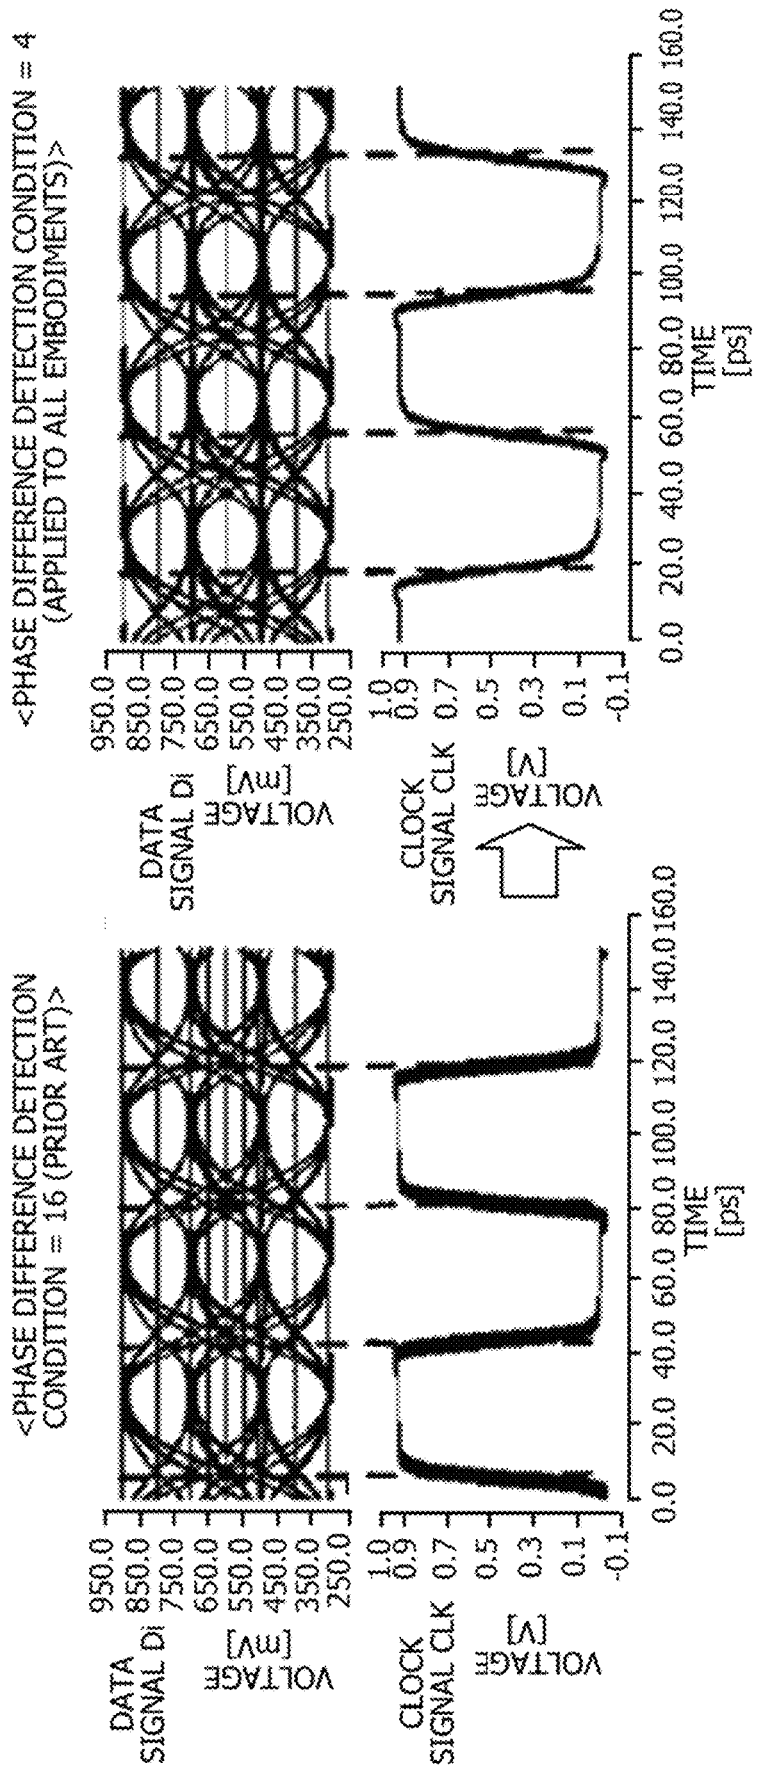 <PHASE DIFFERENCE DETECTION
CONDITION = 16 (PRIOR ART)>
DATA
SIGNAL Di
VOLTAGE
[mV]
950.0
850.0
750.0
650.0
550.0
450.0
350.0
250.0
CLOCK
SIGNAL CLK
VOLTAGE
[V]
1.0
0.9
0.7
0.5
0.3
0.1
-0.1
0.0 20.0 40.0 60.0 80.0 100.0 120.0 140.0 160.0
TIME
[ps]
<PHASE DIFFERENCE DETECTION CONDITION = 4
(APPLIED TO ALL EMBODIMENTS)>
DATA
SIGNAL Di
VOLTAGE
[mV]
950.0
850.0
750.0
650.0
550.0
450.0
350.0
250.0
CLOCK
SIGNAL CLK
VOLTAGE
[V]
1.0
0.9
0.7
0.5
0.3
0.1
-0.1
0.0 20.0 40.0 60.0 80.0 100.0 120.0 140.0 160.0
TIME
[ps]